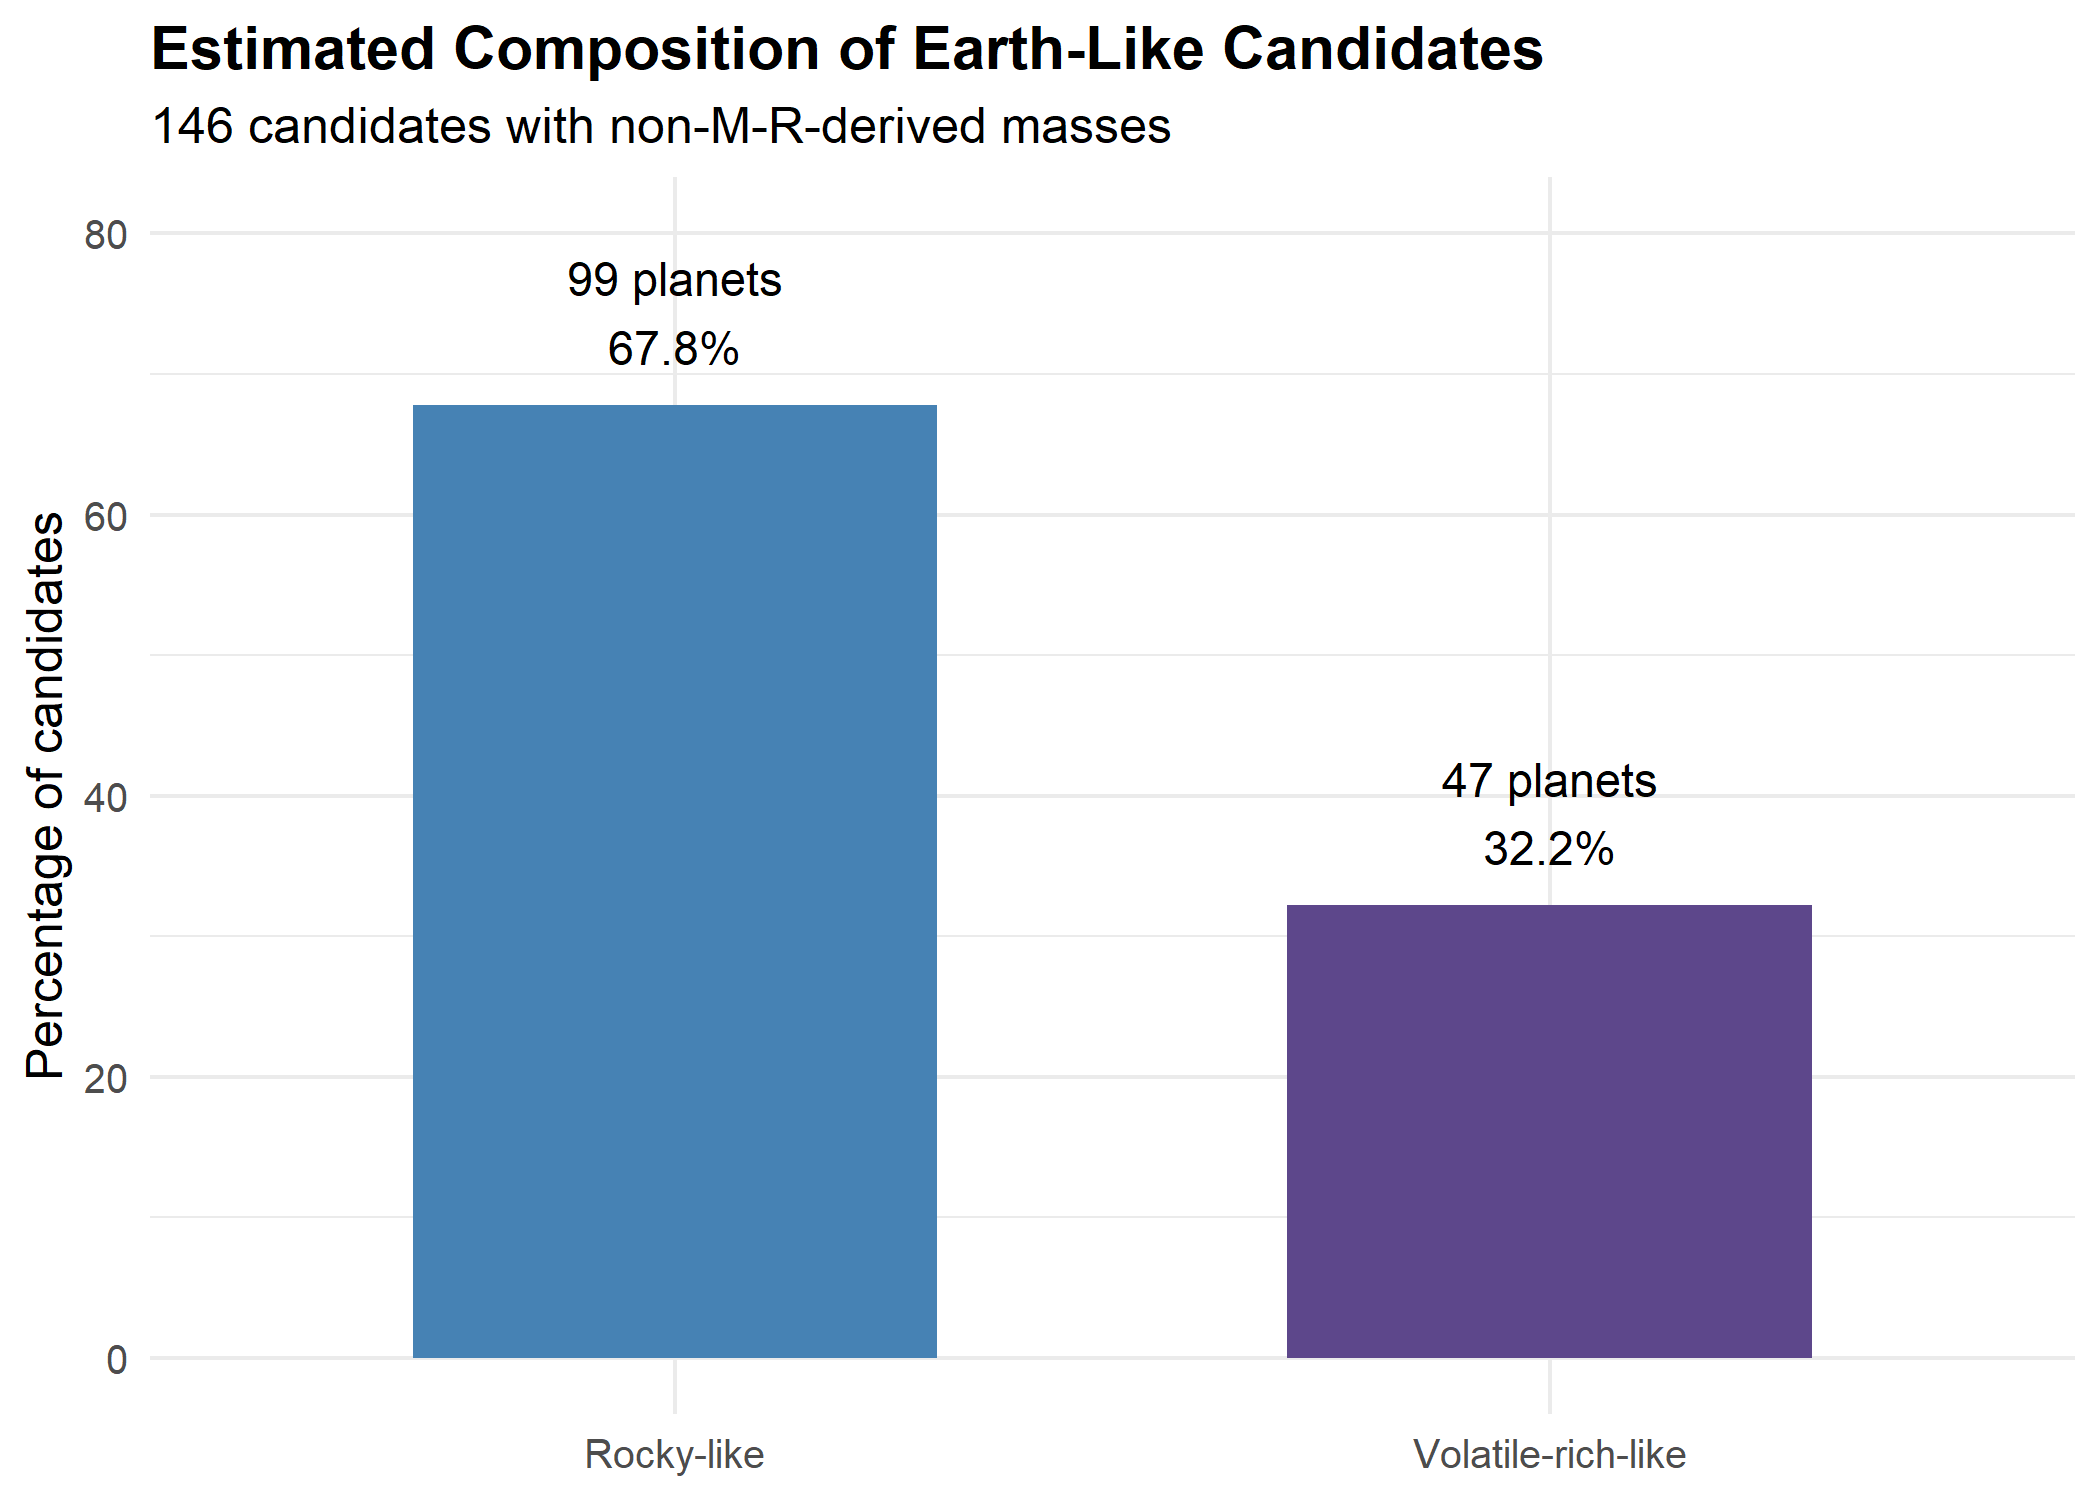 Estimated Composition of Earth-Like Candidates
146 candidates with non-M-R-derived masses
Percentage of candidates
80
60
40
20
0
99 planets
67.8%
47 planets
32.2%
Rocky-like
Volatile-rich-like